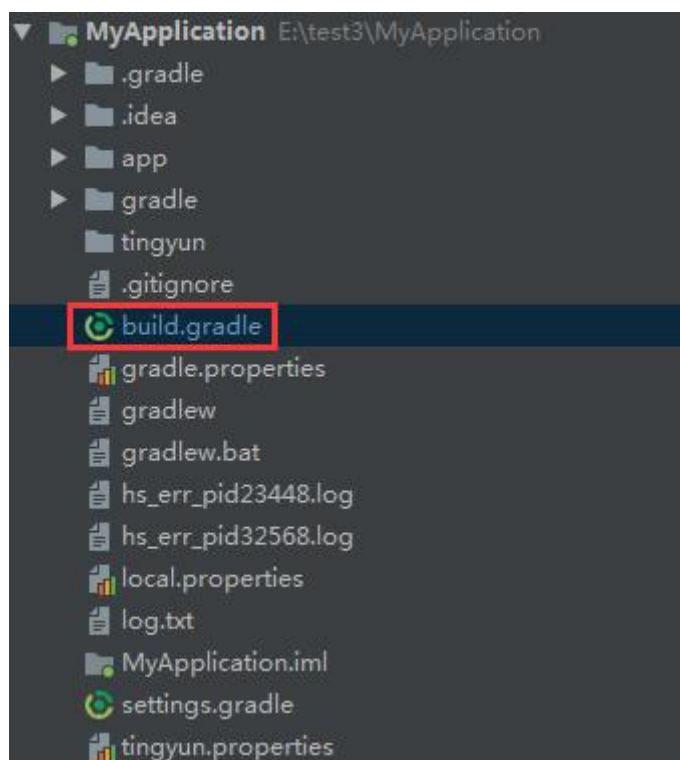 MyApplication E:\test3\MyApplication
.gradle
.idea
app
gradle
tingyun
.gitignore
build.gradle
gradle.properties
gradlew
gradlew.bat
hs_err_pid23448.log
hs_err_pid32568.log
local.properties
log.txt
MyApplication.iml
settings.gradle
tingyun.properties